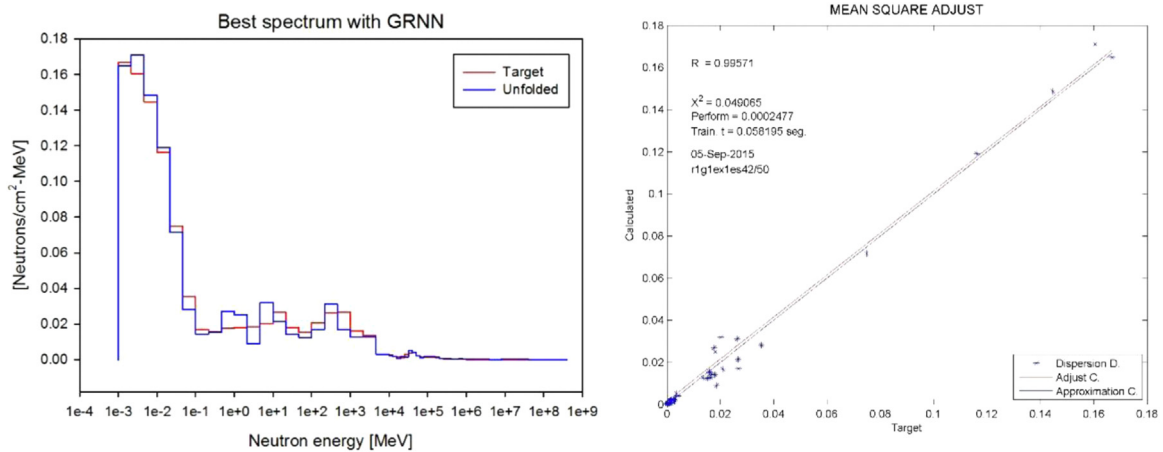 Best spectrum with GRNN
0.18
0.16
0.14
0.12
0.10
0.08
0.06
0.04
0.02
0.00
[Neutrons/cm²-MeV]
Target
Unfolded
1e-4 1e-3 1e-2 1e-1 1e+0 1e+1 1e+2 1e+3 1e+4 1e+5 1e+6 1e+7 1e+8 1e+9
Neutron energy [MeV]
MEAN SQUARE ADJUST
0.18
0.16
0.14
0.12
0.1
0.08
0.06
0.04
0.02
0
Calculated
R = 0.99571
X² = 0.049065
Perform = 0.0002477
Train. t = 0.058195 seg.
05-Sep-2015
r1g1ex1es42/50
Dispersion D.
Adjust C.
Approximation C.
0 0.02 0.04 0.06 0.08 0.1 0.12 0.14 0.16 0.18
Target